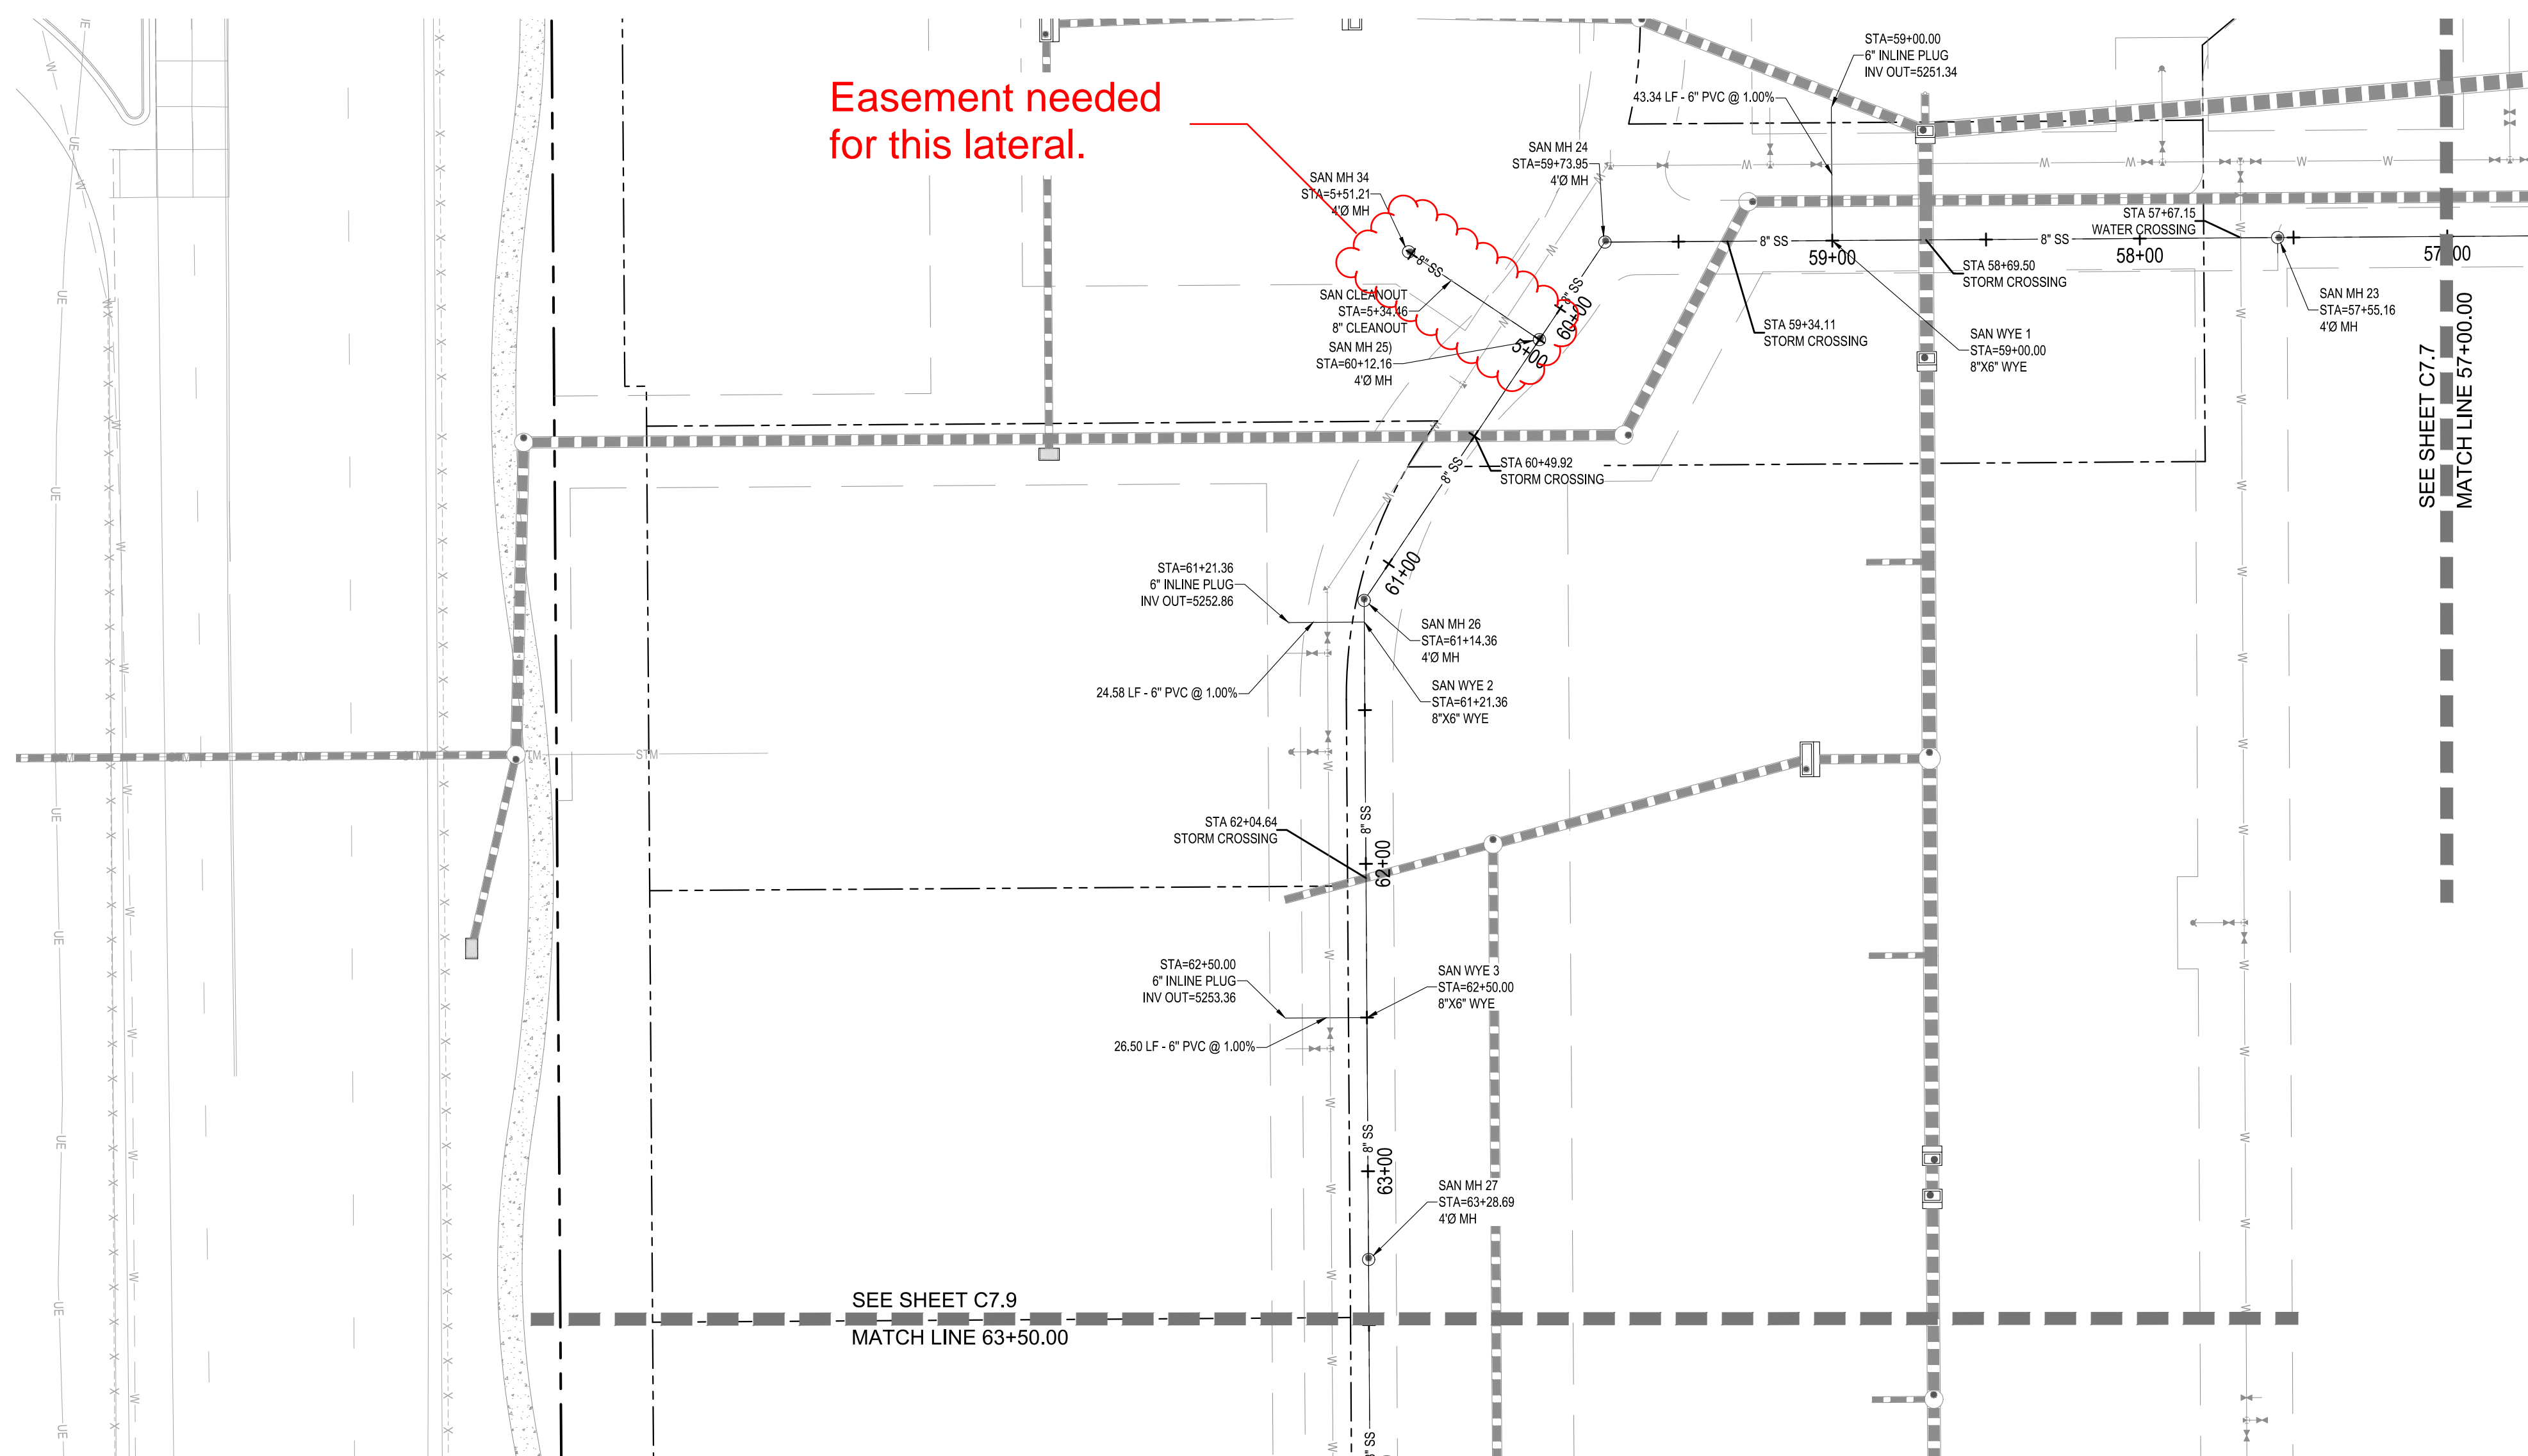 Easement needed
for this lateral.
STA=59+00.00
6" INLINE PLUG
INV OUT=5251.34
43.34 LF - 6" PVC @ 1.00%
SAN MH 24
STA=59+73.95
4'Ø MH
SAN MH 34
STA=5+51.21
4'Ø MH
8" SS
SAN CLEANOUT
STA=5+34.46
8" CLEANOUT
SAN MH 25)
STA=60+12.16
4'Ø MH
5+00
8" SS
60+00
8" SS
59+00
8" SS
58+00
57+00
STA 57+67.15
WATER CROSSING
STA 58+69.50
STORM CROSSING
STA 59+34.11
STORM CROSSING
SAN WYE 1
STA=59+00.00
8"X6" WYE
SAN MH 23
STA=57+55.16
4'Ø MH
SEE SHEET C7.7
MATCH LINE 57+00.00
STA 60+49.92
STORM CROSSING
8" SS
61+00
STA=61+21.36
6" INLINE PLUG
INV OUT=5252.86
SAN MH 26
STA=61+14.36
4'Ø MH
24.58 LF - 6" PVC @ 1.00%
SAN WYE 2
STA=61+21.36
8"X6" WYE
STM
STA 62+04.64
STORM CROSSING
8" SS
62+00
STA=62+50.00
6" INLINE PLUG
INV OUT=5253.36
SAN WYE 3
STA=62+50.00
8"X6" WYE
26.50 LF - 6" PVC @ 1.00%
8" SS
63+00
SAN MH 27
STA=63+28.69
4'Ø MH
SEE SHEET C7.9
MATCH LINE 63+50.00
UE
UE
UE
UE
UE
UE
UE
UE
UE
W
W
W
W
W
W
W
W